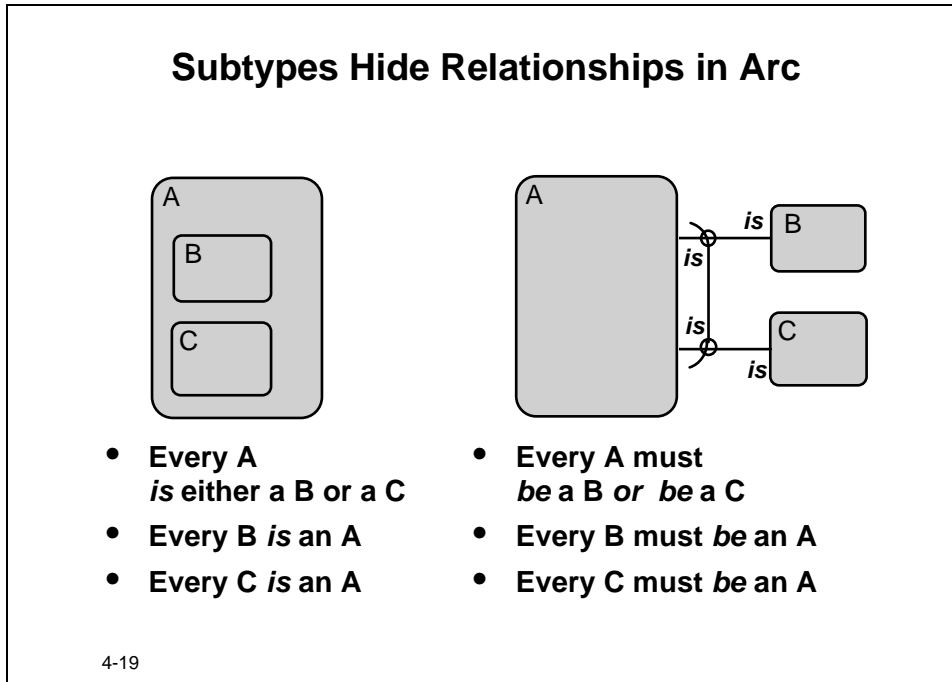 Subtypes Hide Relationships in Arc
A
B
C
A
is
B
is
is
C
is
• Every A
is either a B or a C
• Every B is an A
• Every C is an A
• Every A must
be a B or be a C
• Every B must be an A
• Every C must be an A
4-19